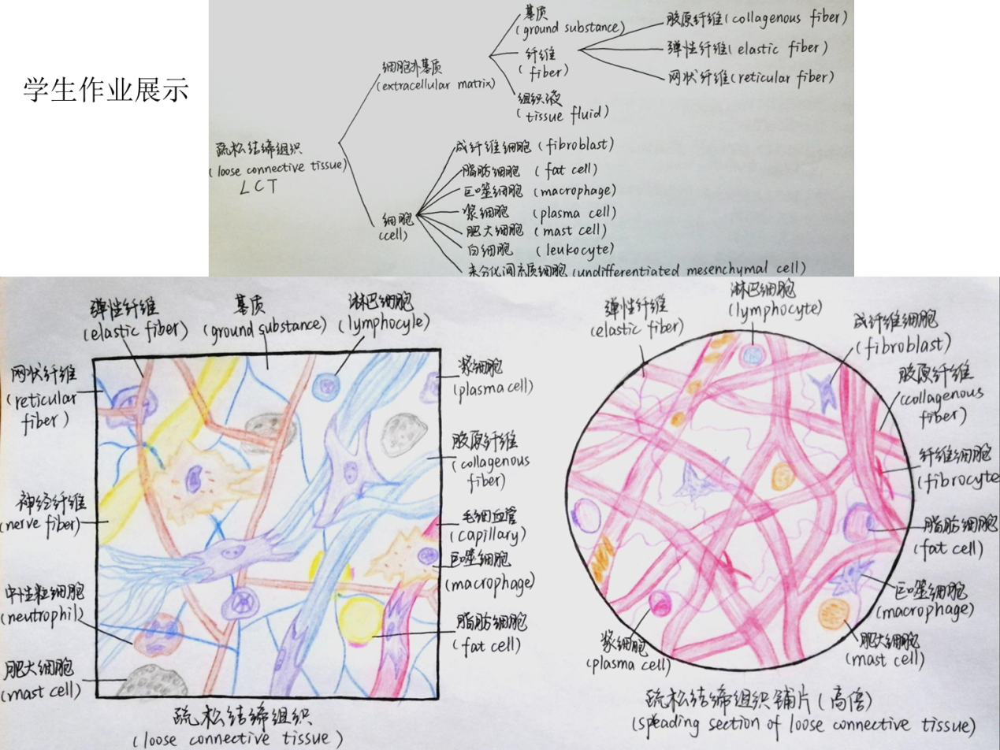 学生作业展示
基质
(ground substance)
胶原纤维(collagenous fiber)
纤维
(fiber)
弹性纤维(elastic fiber)
网状纤维(reticular fiber)
细胞外基质
(extracellular matrix)
组织液
(tissue fluid)
疏松结缔组织
(loose connective tissue)
LCT
成纤维细胞(fibroblast)
脂肪细胞 (fat cell)
巨噬细胞 (macrophage)
浆细胞 (plasma cell)
细胞
(cell)
肥大细胞 (mast cell)
白细胞 (leukocyte)
未分化间充质细胞(undifferentiated mesenchymal cell)
弹性纤维
(elastic fiber)
基质
(ground substance)
淋巴细胞
(lymphocyle)
网状纤维
(reticular
fiber)
浆细胞
(plasma cell)
胶原纤维
(collagenous
fiber)
神经纤维
(nerve fiber)
毛细血管
(capillary)
巨噬细胞
(macrophage)
中性粒细胞
(neutrophil)
脂肪细胞
(fat cell)
肥大细胞
(mast cell)
疏松结缔组织
(loose connective tissue)
弹性纤维
(elastic fiber)
淋巴细胞
(lymphocyte)
成纤维细胞
(fibroblast)
胶原纤维
(collagenous
fiber)
纤维细胞
(fibrocyte)
脂肪细胞
(fat cell)
巨噬细胞
(macrophage)
浆细胞
(plasma cell)
肥大细胞
(mast cell)
疏松结缔组织铺片(高倍)
(spreading section of loose connective tissue)